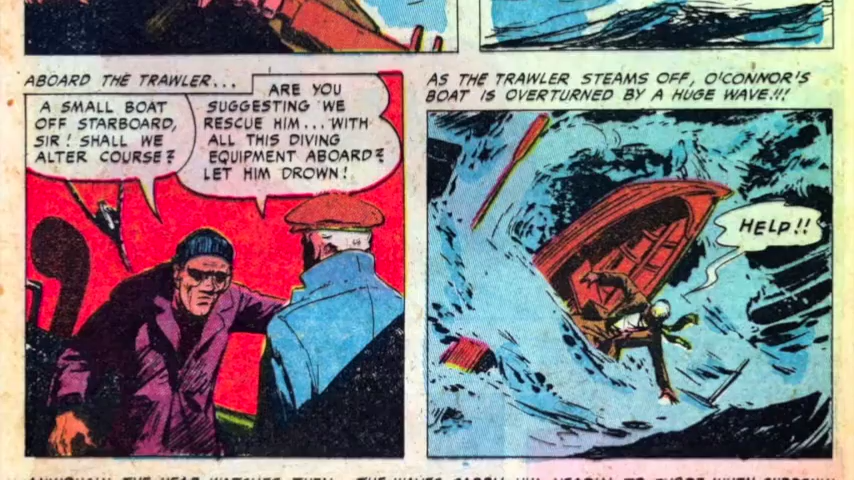 ABOARD THE TRAWLER...
A SMALL BOAT
OFF STARBOARD,
SIR! SHALL WE
ALTER COURSE?
ARE YOU
SUGGESTING WE
RESCUE HIM... WITH
ALL THIS DIVING
EQUIPMENT ABOARD?
LET HIM DROWN!
AS THE TRAWLER STEAMS OFF, O'CONNOR'S
BOAT IS OVERTURNED BY A HUGE WAVE!!!
HELP!!